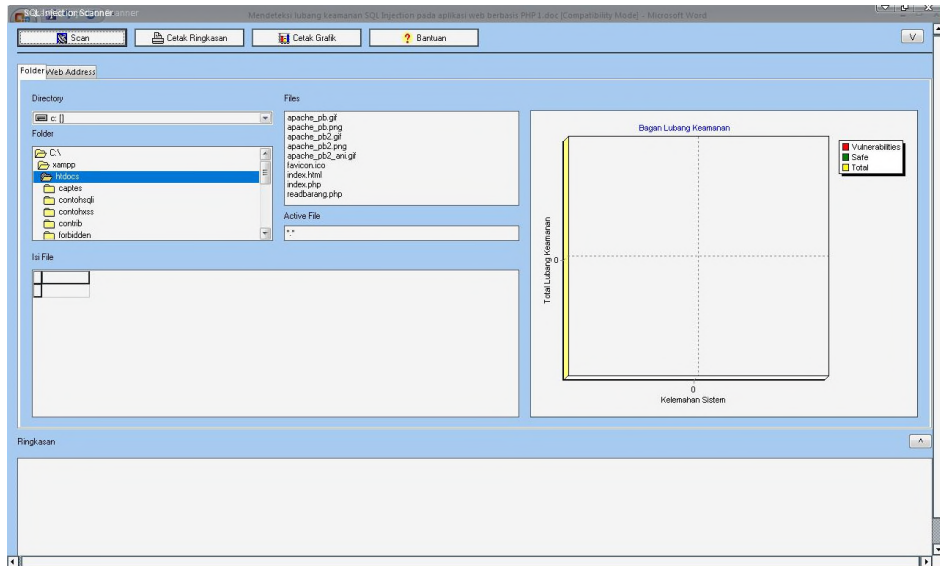 SQL Injection Scanner
Mendeteksi lubang keamanan SQL Injection pada aplikasi web berbasis PHP 1.doc [Compatibility Mode] - Microsoft Word
Scan
Cetak Ringkasan
Cetak Grafik
Bantuan
V
Folder
Web Address
Directory
c: []
Folder
C:\
xampp
htdocs
captes
contohsqli
contohxss
contrib
forbidden
Files
apache_pb.gif
apache_pb.png
apache_pb2.gif
apache_pb2.png
apache_pb2_ani.gif
favicon.ico
index.html
index.php
readbarang.php
Active File
*.*
Isi File
Bagan Lubang Keamanan
Total Lubang Keamanan
0
0
Kelemahan Sistem
Vulnerabilities
Safe
Total
Ringkasan
^